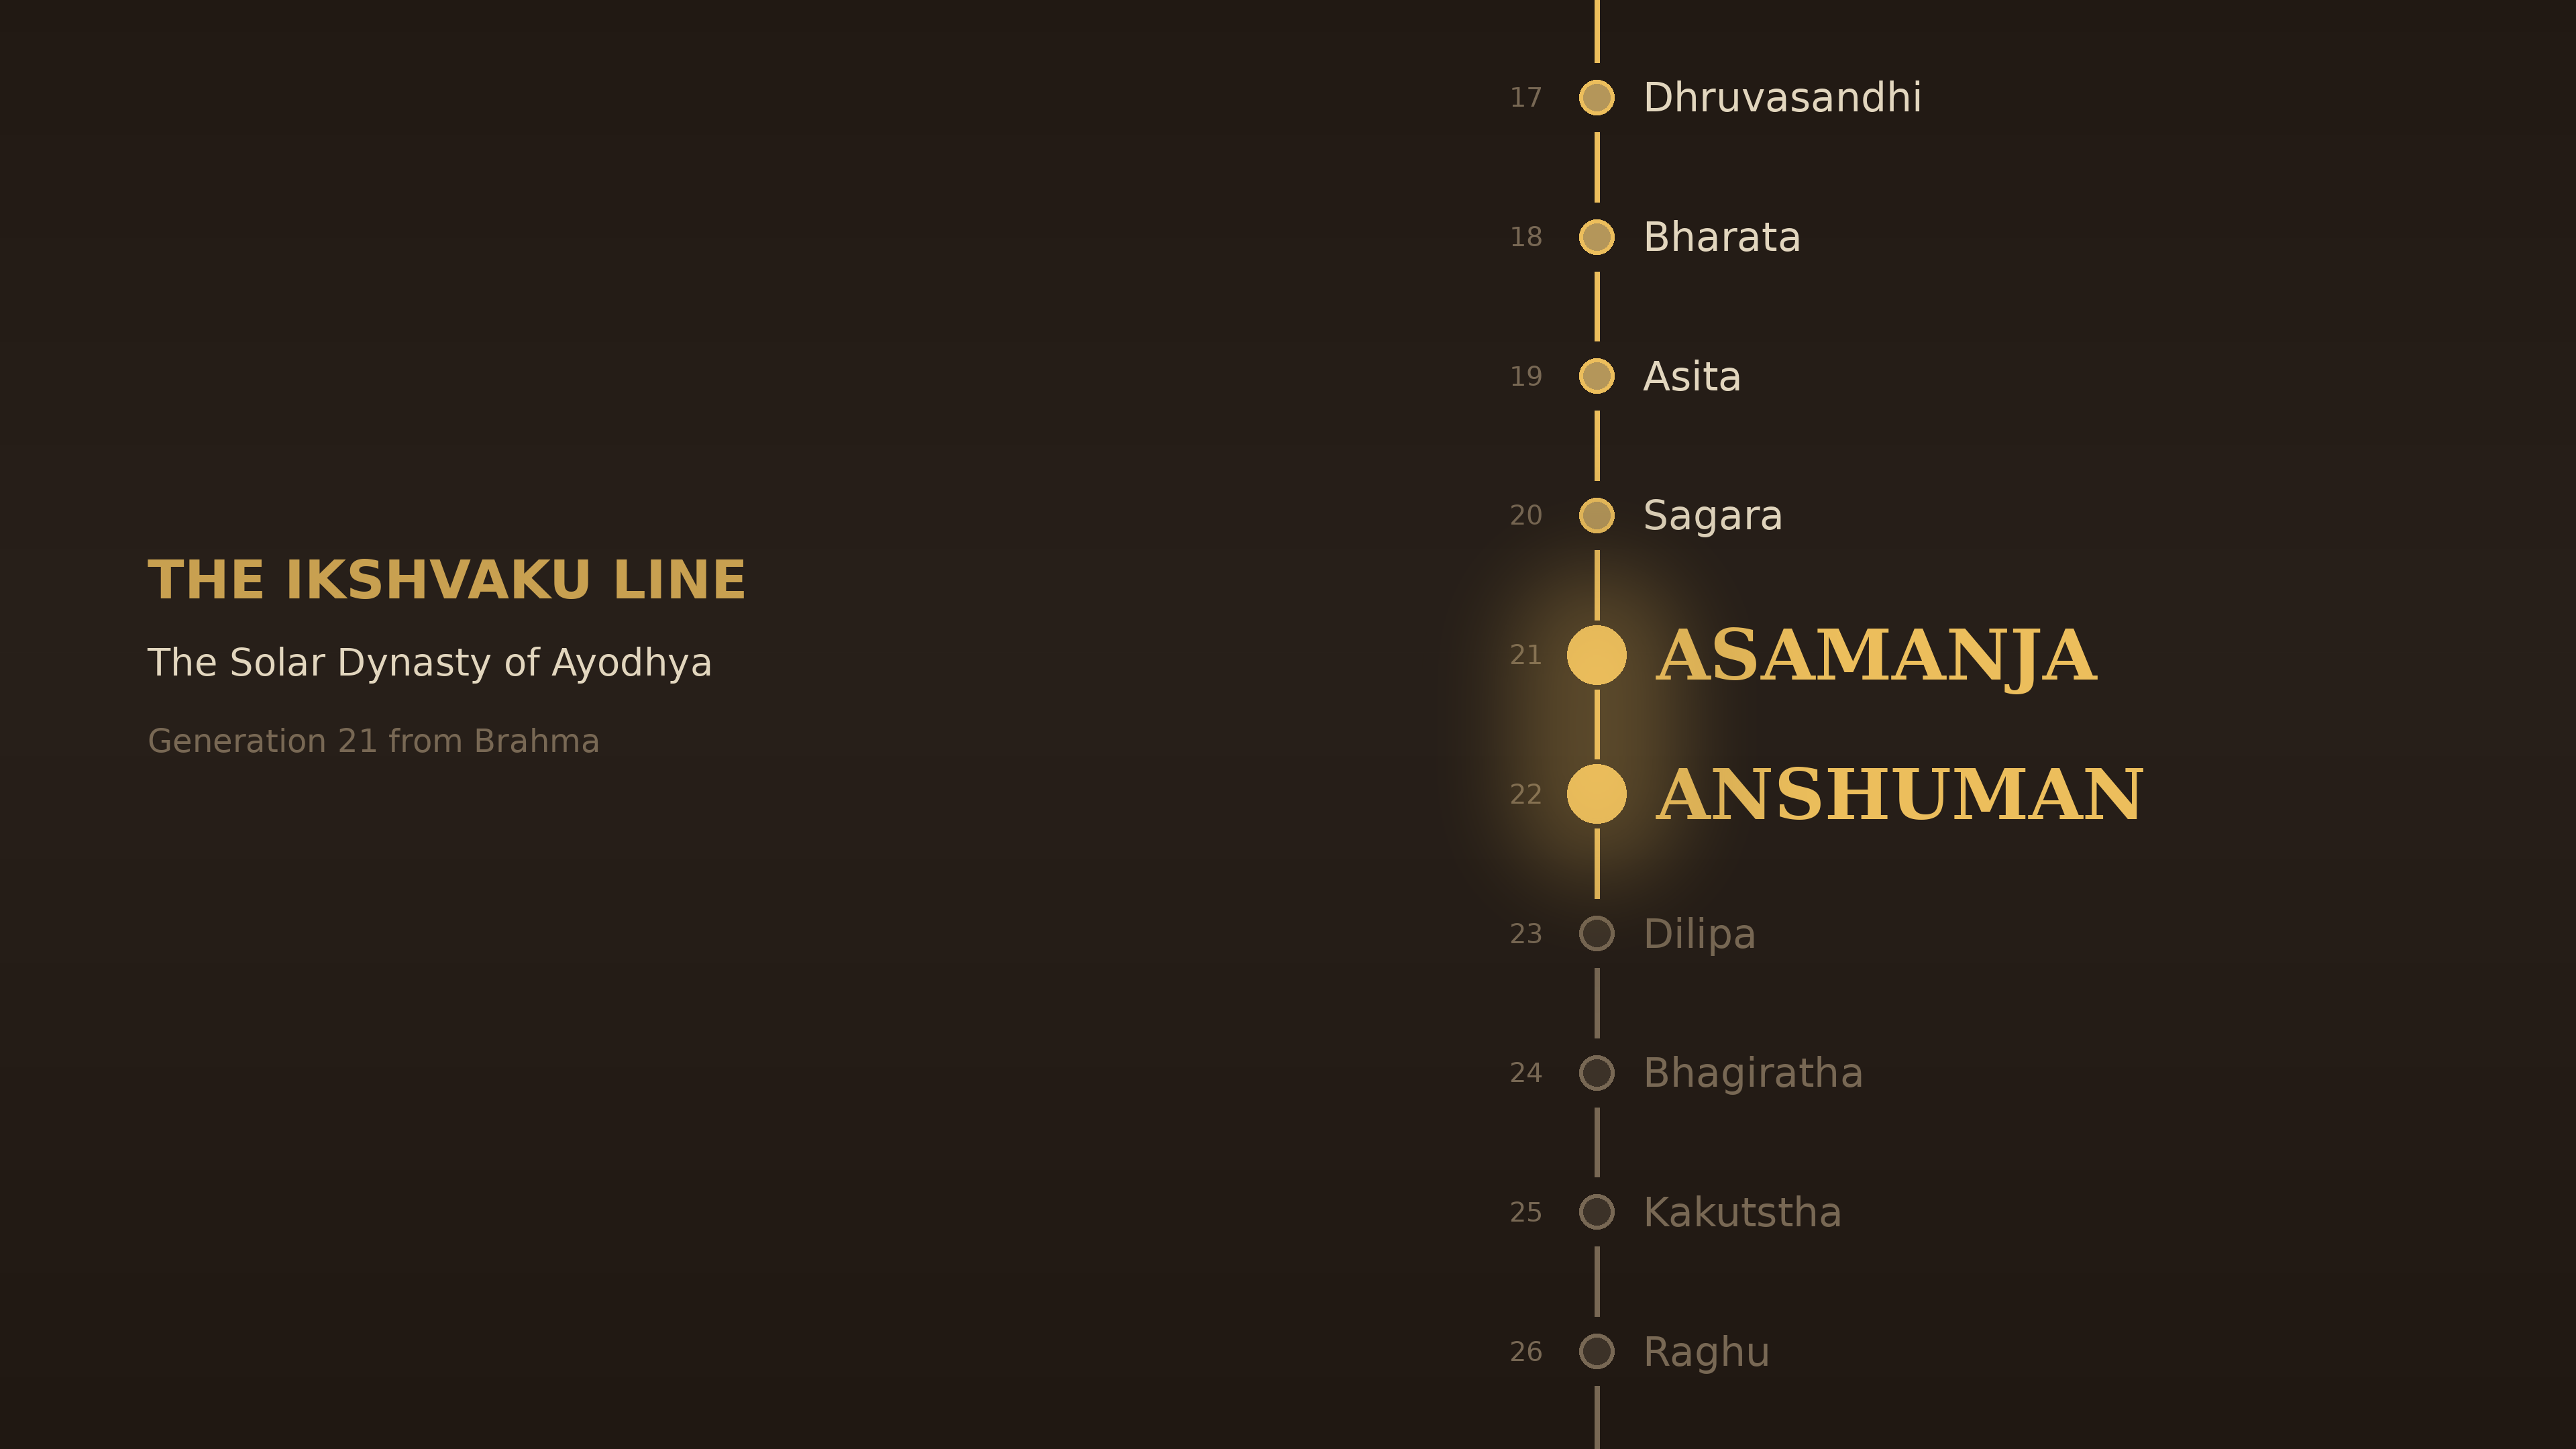 THE IKSHVAKU LINE
The Solar Dynasty of Ayodhya
Generation 21 from Brahma
17 Dhruvasandhi
18 Bharata
19 Asita
20 Sagara
21 ASAMANJA
22 ANSHUMAN
23 Dilipa
24 Bhagiratha
25 Kakutstha
26 Raghu